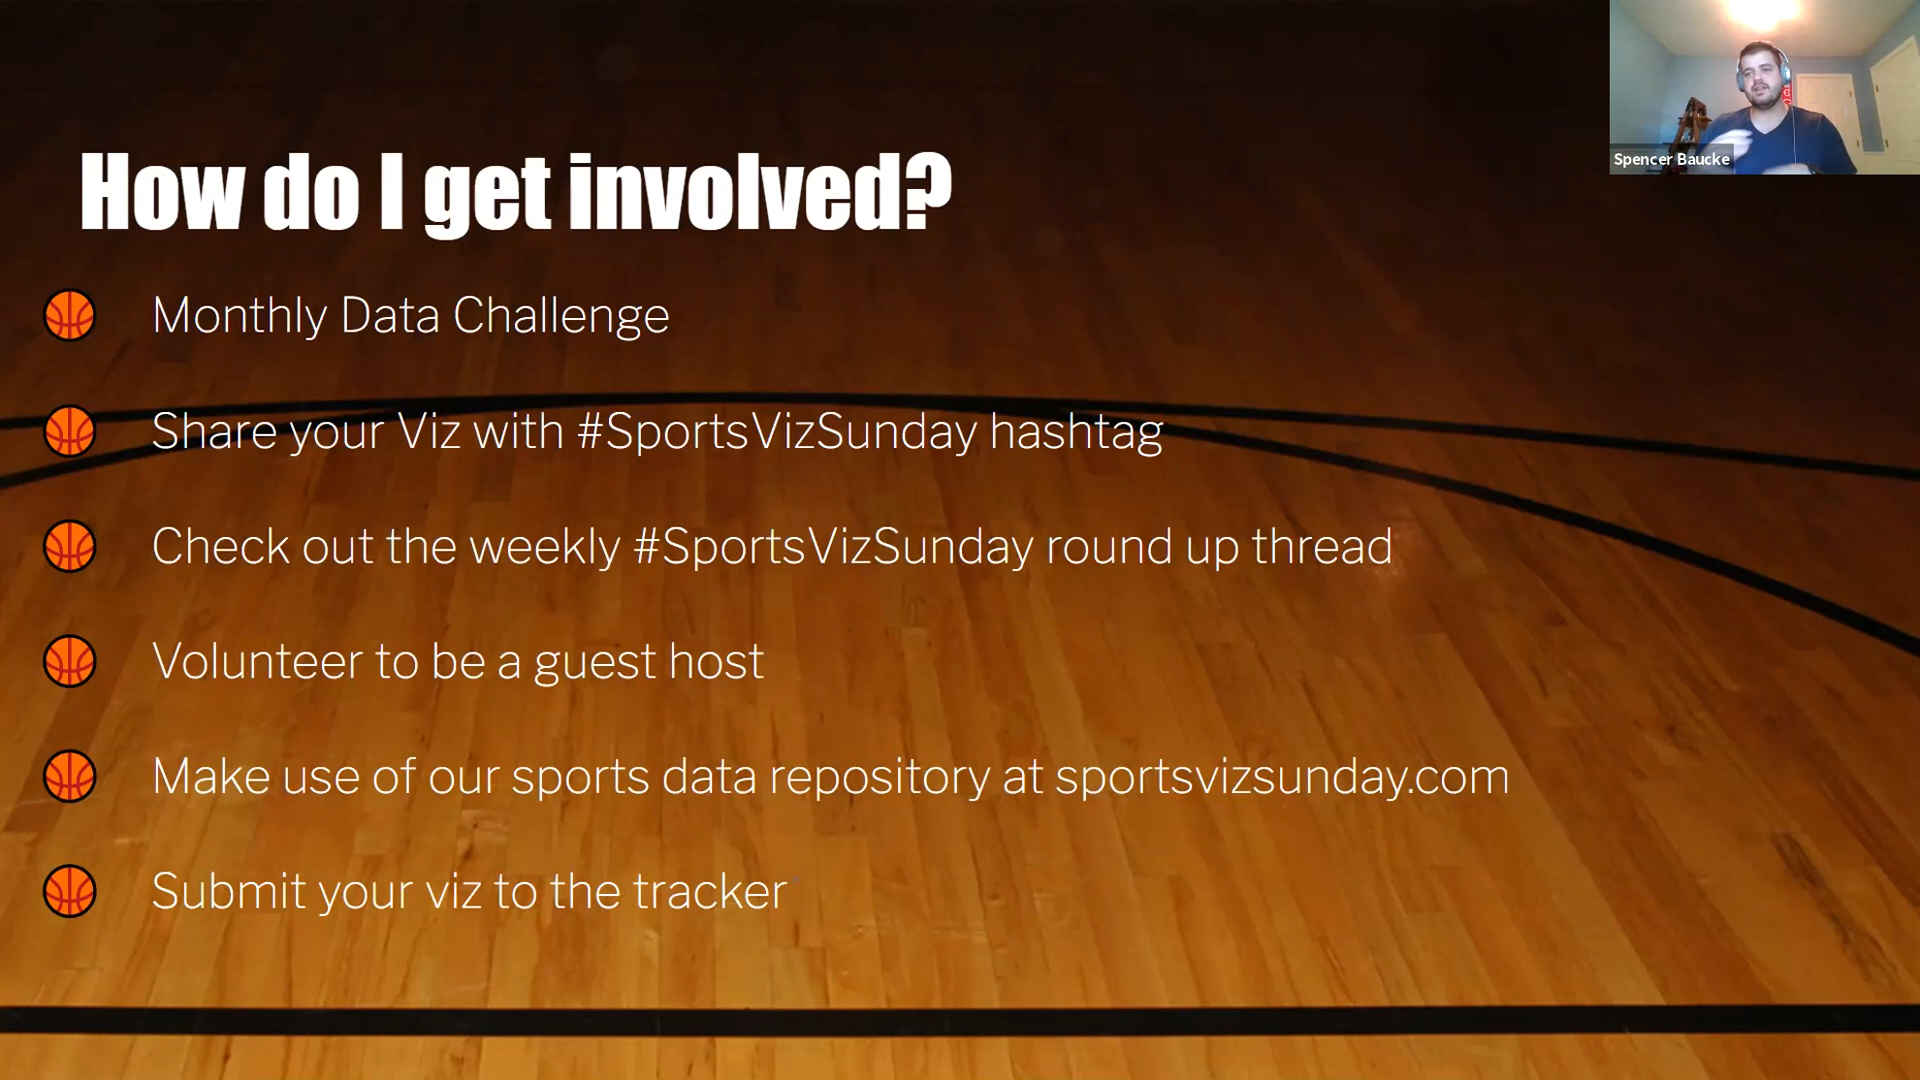 How do I get involved?
Monthly Data Challenge
Share your Viz with #SportsVizSunday hashtag
Check out the weekly #SportsVizSunday round up thread
Volunteer to be a guest host
Make use of our sports data repository at sportsvizsunday.com
Submit your viz to the tracker
Spencer Baucke